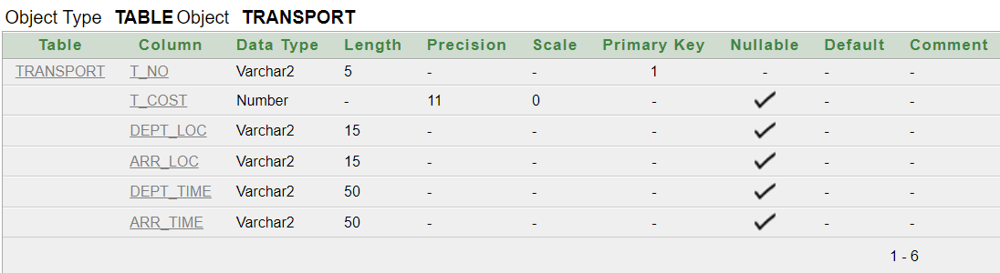 Object Type TABLE Object TRANSPORT
Table Column Data Type Length Precision Scale Primary Key Nullable Default Comment
TRANSPORT T_NO Varchar2 5 - - 1 - - -
T_COST Number - 11 0 - ✓ - -
DEPT_LOC Varchar2 15 - - - ✓ - -
ARR_LOC Varchar2 15 - - - ✓ - -
DEPT_TIME Varchar2 50 - - - ✓ - -
ARR_TIME Varchar2 50 - - - ✓ - -
1 - 6